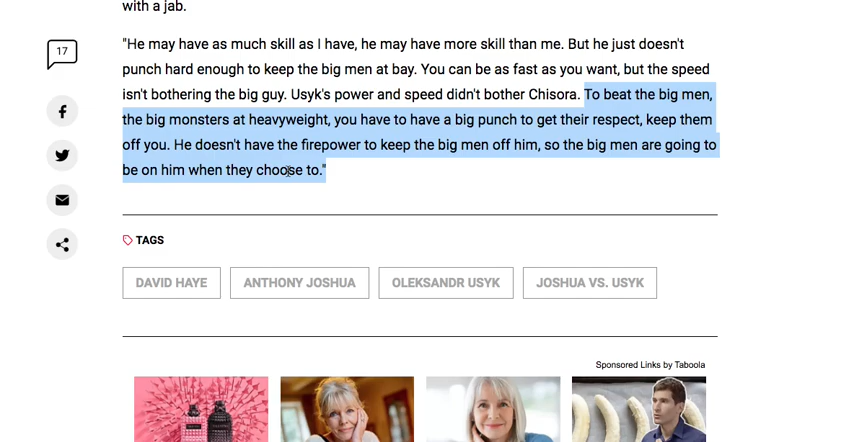 with a jab.
17
"He may have as much skill as I have, he may have more skill than me. But he just doesn't
punch hard enough to keep the big men at bay. You can be as fast as you want, but the speed
isn't bothering the big guy. Usyk's power and speed didn't bother Chisora. To beat the big men,
the big monsters at heavyweight, you have to have a big punch to get their respect, keep them
off you. He doesn't have the firepower to keep the big men off him, so the big men are going to
be on him when they choose to."
TAGS
DAVID HAYE ANTHONY JOSHUA OLEKSANDR USYK JOSHUA VS. USYK
Sponsored Links by Taboola